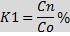 K1 = Cn/Co %